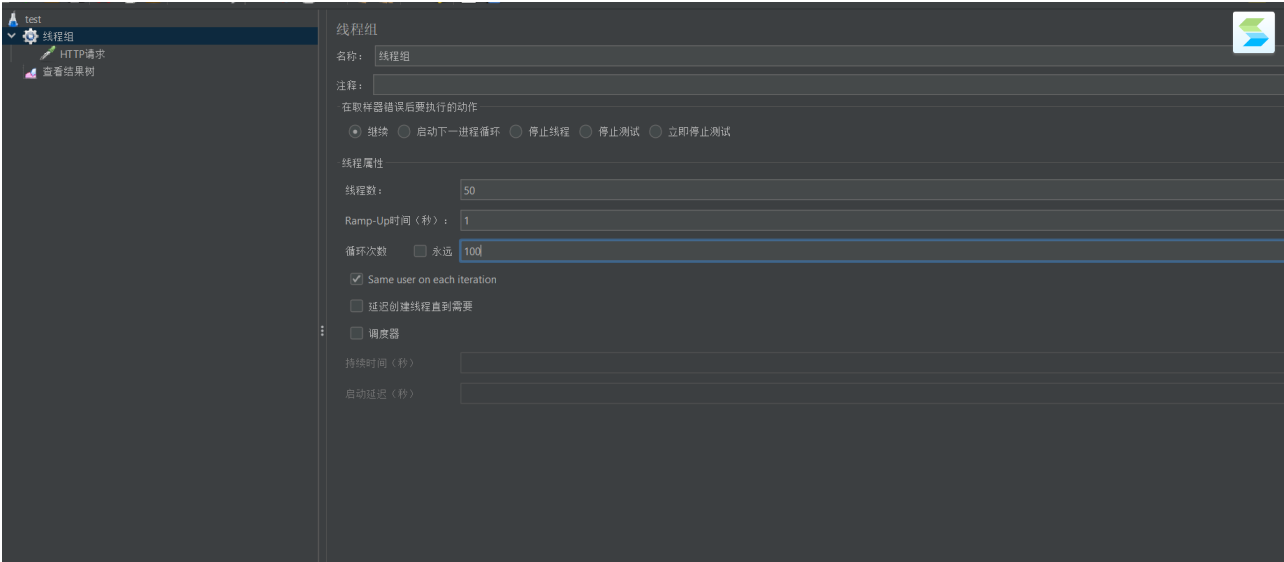 test
线程组
HTTP请求
查看结果树
线程组
名称： 线程组
注释：
在取样器错误后要执行的动作
继续 启动下一进程循环 停止线程 停止测试 立即停止测试
线程属性
线程数： 50
Ramp-Up时间（秒）： 1
循环次数 永远 100
Same user on each iteration
延迟创建线程直到需要
调度器
持续时间（秒）
启动延迟（秒）